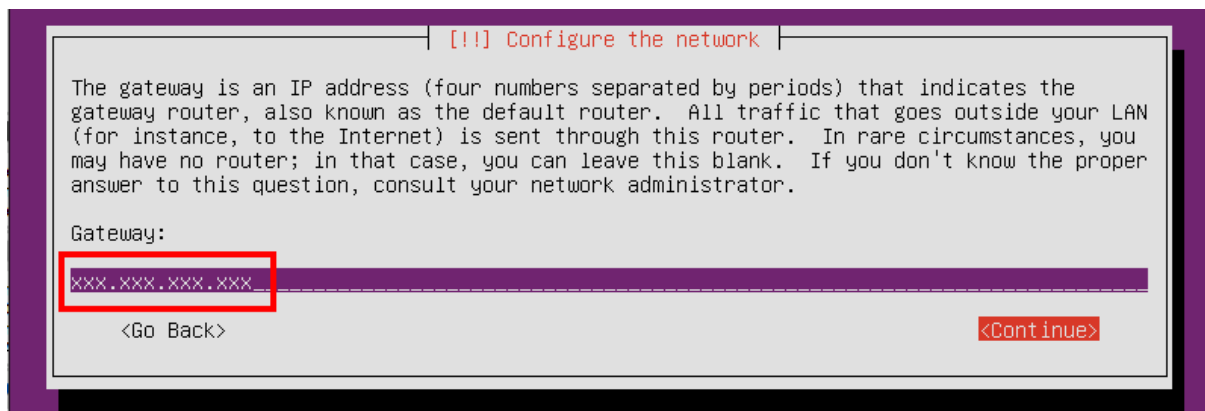 [!!] Configure the network
The gateway is an IP address (four numbers separated by periods) that indicates the
gateway router, also known as the default router.  All traffic that goes outside your LAN
(for instance, to the Internet) is sent through this router.  In rare circumstances, you
may have no router; in that case, you can leave this blank.  If you don't know the proper
answer to this question, consult your network administrator.
Gateway:
xxx.xxx.xxx.xxx
<Go Back> <Continue>